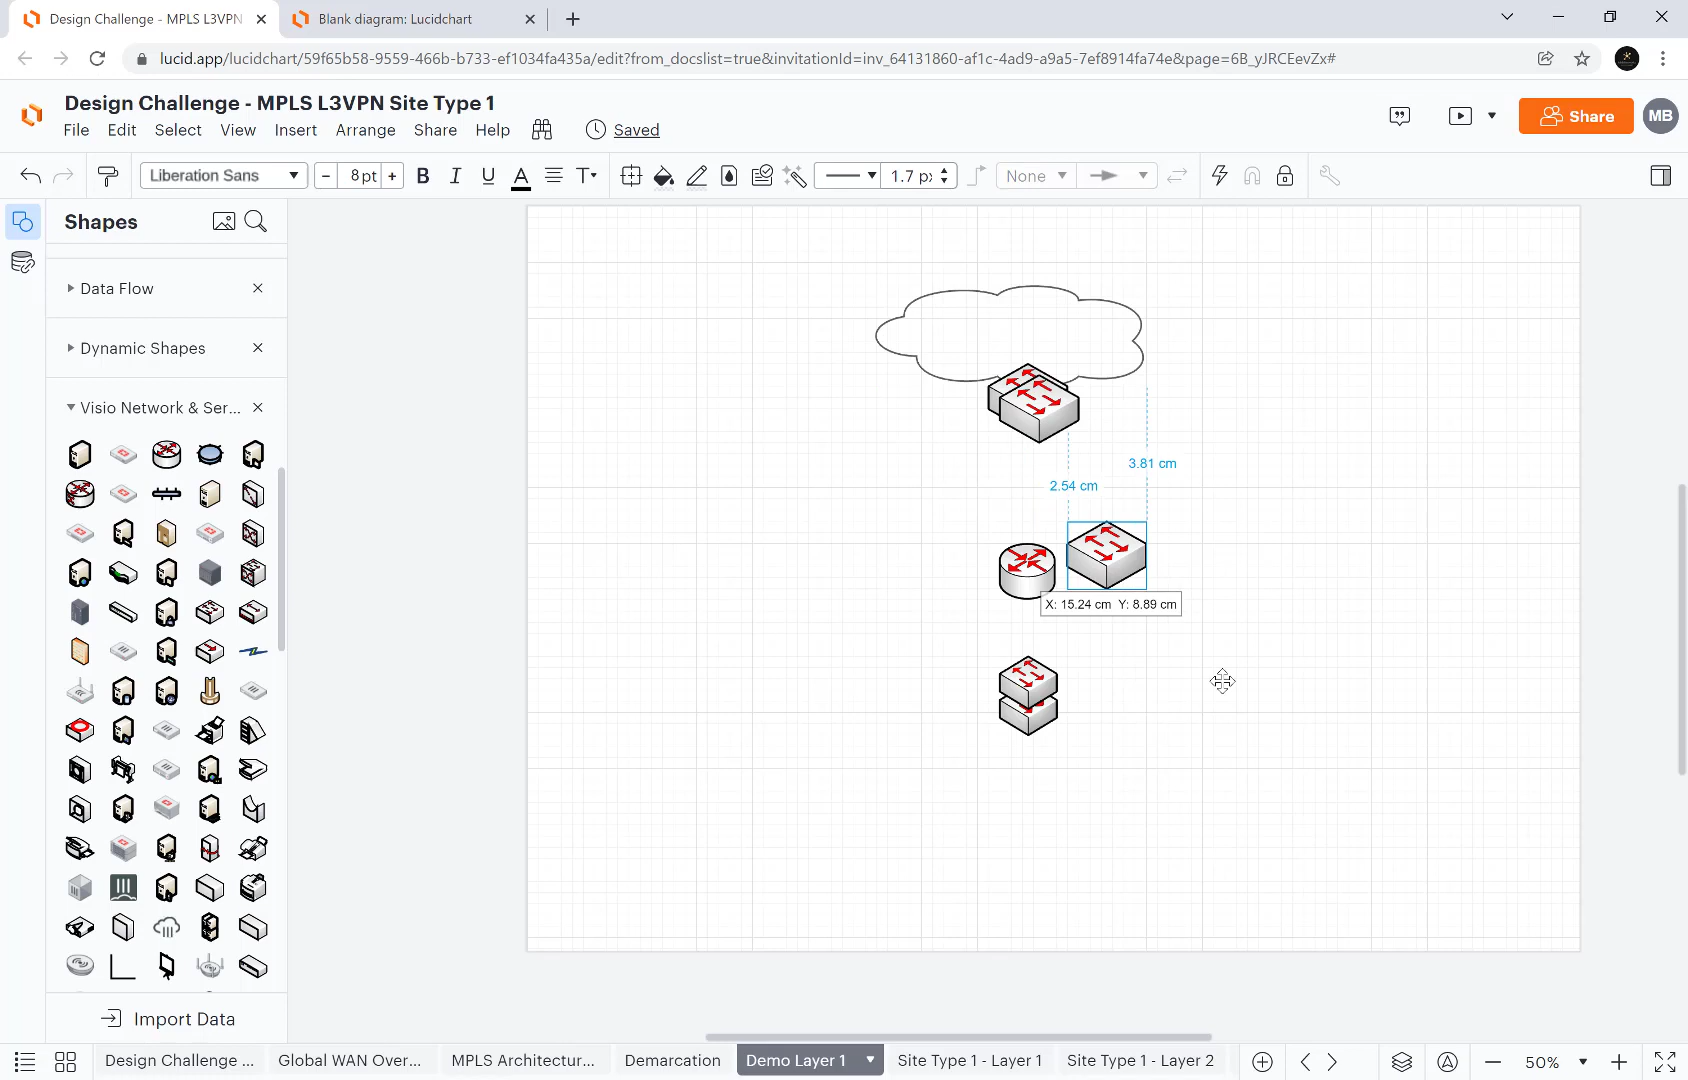 Design Challenge - MPLS L3VPN
Blank diagram: Lucidchart
lucid.app/lucidchart/59f65b58-9559-466b-b733-ef1034fa435a/edit?from_docslist=true&invitationId=inv_64131860-af1c-4ad9-a9a5-7ef8914fa74e&page=6B_yJRCEevZx#
Design Challenge - MPLS L3VPN Site Type 1
File Edit Select View Insert Arrange Share Help Saved
Share MB
Liberation Sans - 8 pt + B I U A T 1.7 px None
Shapes
Data Flow
Dynamic Shapes
Visio Network & Ser...
3.81 cm
2.54 cm
X: 15.24 cm Y: 8.89 cm
Import Data
Design Challenge ... Global WAN Over... MPLS Architectur... Demarcation Demo Layer 1 Site Type 1 - Layer 1 Site Type 1 - Layer 2 50%